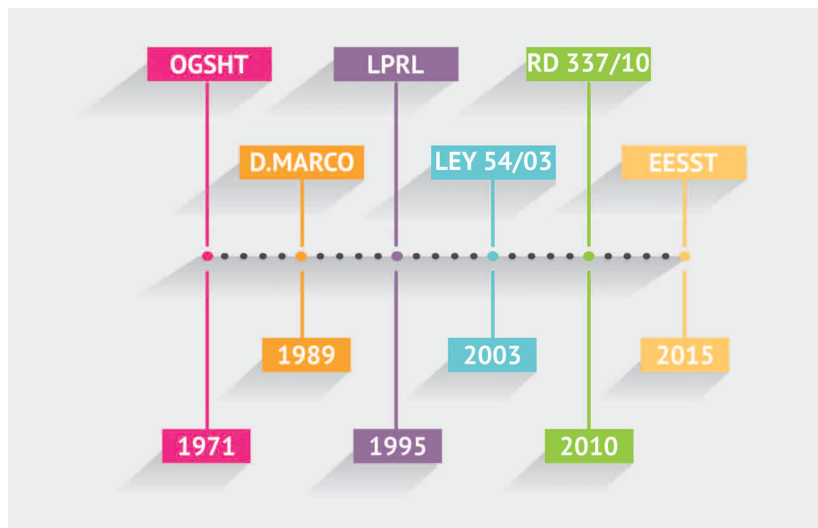 OGSHT
LPRL
RD 337/10
D.MARCO
LEY 54/03
EESST
1989
2003
2015
1971
1995
2010